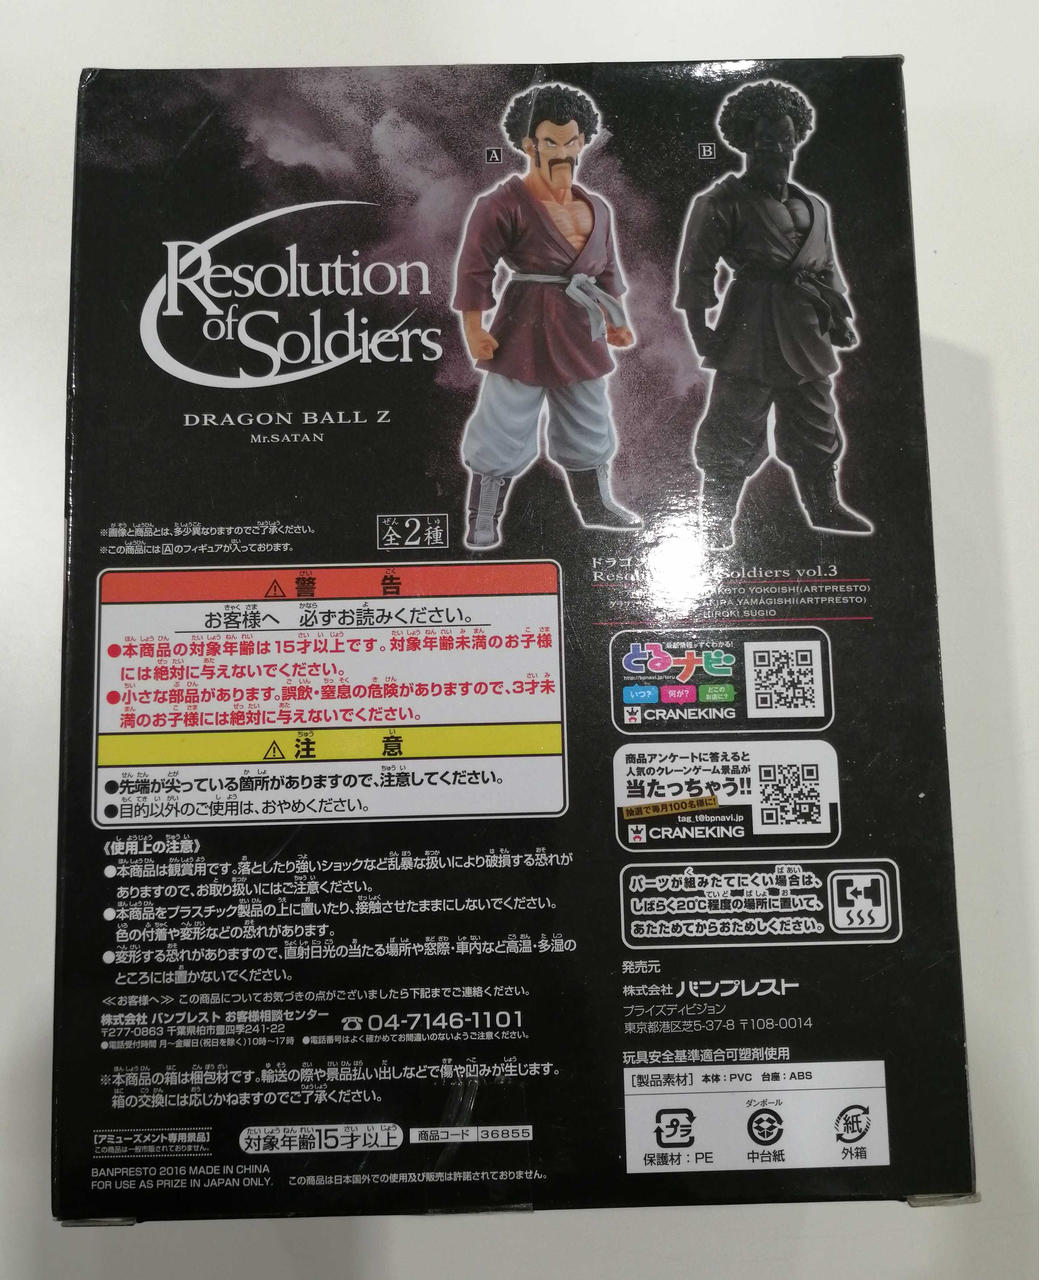 A
B
Resolution
of Soldiers
DRAGON BALL Z
Mr.SATAN
※画像と商品とは、多少異なりますのでご了承ください。
※この商品にはAのフィギュアが入っております。
全2種
⚠警告
お客様へ 必ずお読みください。
●本商品の対象年齢は15才以上です。対象年齢未満のお子様
には絶対に与えないでください。
●小さな部品があります。誤飲・窒息の危険がありますので、3才未
満のお子様には絶対に与えないでください。
⚠注意
●先端が尖っている箇所がありますので、注意してください。
●目的以外のご使用は、おやめください。
《使用上の注意》
●本商品は観賞用です。落としたり強いショックなど乱暴な扱いにより破損する恐れが
ありますので、お取り扱いにはご注意ください。
●本商品をプラスチック製品の上に置いたり、接触させたままにしないでください。
色の付着や変形などの恐れがあります。
●変形する恐れがありますので、直射日光の当たる場所や窓際・車内など高温・多湿の
ところには置かないでください。
≪お客様へ≫ この商品についてお気づきの点がございましたら下記までご連絡ください。
株式会社 バンプレスト お客様相談センター ☎04-7146-1101
〒277-0863 千葉県柏市豊四季241-22
●電話受付時間 月〜金曜日(祝日を除く)10時〜17時 ●電話番号はよく確かめてお間違いのないようご注意ください。
※本商品の箱は梱包材です。輸送の際や景品払い出しなどで傷や凹みが生じます。
箱の交換には応じかねますのでご了承ください。
[アミューズメント専用景品]
この商品は一般市販されておりません。
対象年齢15才以上
商品コード 36855
BANPRESTO 2016 MADE IN CHINA
FOR USE AS PRIZE IN JAPAN ONLY.
この商品は日本国外での使用及び販売は許諾されておりません。
ドラゴン
Soldiers vol.3
YOKOISHI(ARTPRESTO)
YAMAGISHI(ARTPRESTO)
HIROKI SUGIO
最新情報がすぐわかる!
とるナビ
いつ? 何が? どこのお店に?
CRANEKING
商品アンケートに答えると
人気のクレーンゲーム景品が
当たっちゃう!!
抽選で毎月100名様に!
tag_t@bpnavi.jp
CRANEKING
パーツが組みたてにくい場合は、
しばらく20℃程度の場所に置いて、
あたためてからおためしください。
発売元
株式会社 バンプレスト
プライズディビジョン
東京都港区芝5-37-8 〒108-0014
玩具安全基準適合可塑剤使用
[製品素材] 本体:PVC 台座:ABS
プラ
保護材:PE
ダンボール
中台紙
紙
外箱